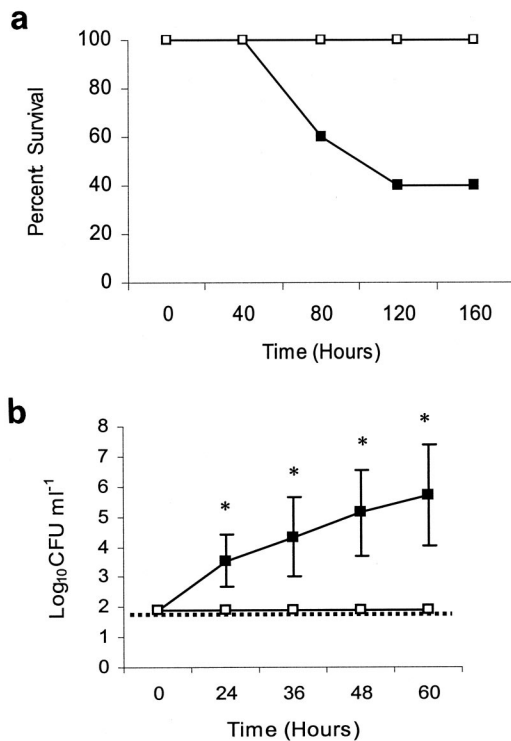 a
Percent Survival
100
80
60
40
20
0
0 40 80 120 160
Time (Hours)
b
Log₁₀CFU ml⁻¹
8
7
6
5
4
3
2
1
0
* * * *
0 24 36 48 60
Time (Hours)